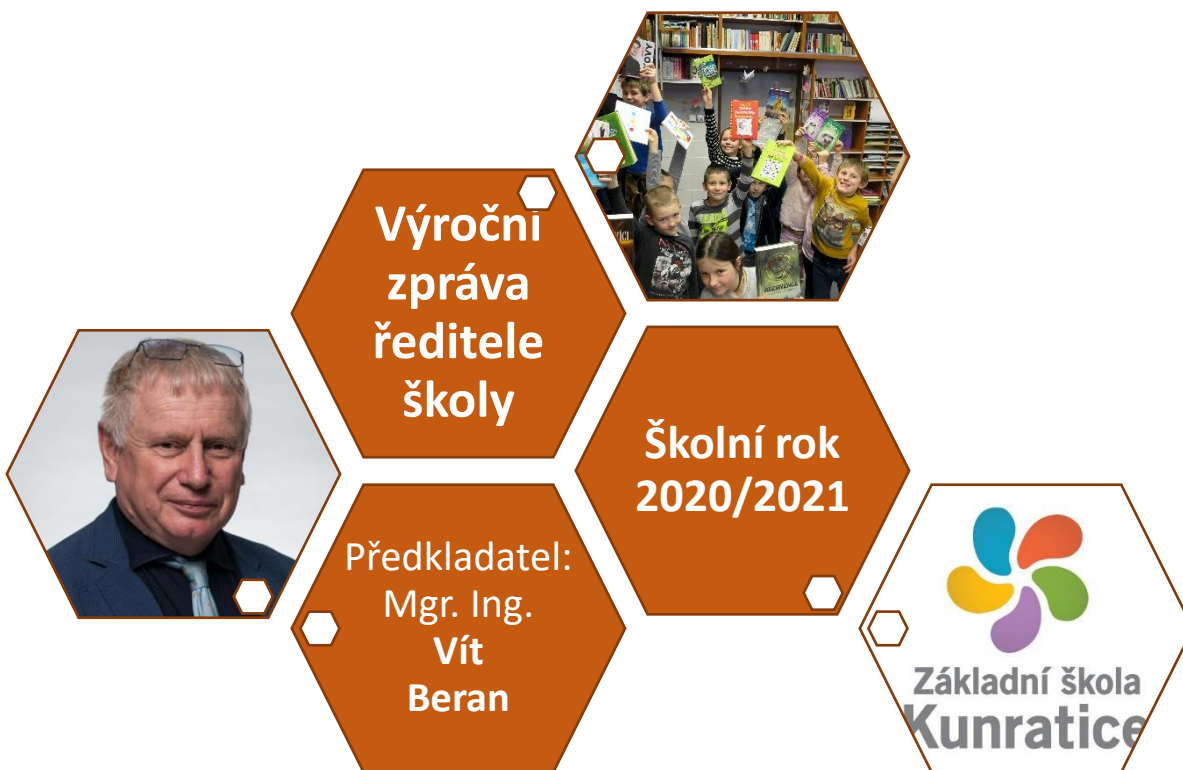 Výroční
zpráva
ředitele
školy
Školní rok
2020/2021
Předkladatel:
Mgr. Ing.
Vít
Beran
Základní škola
Kunratice